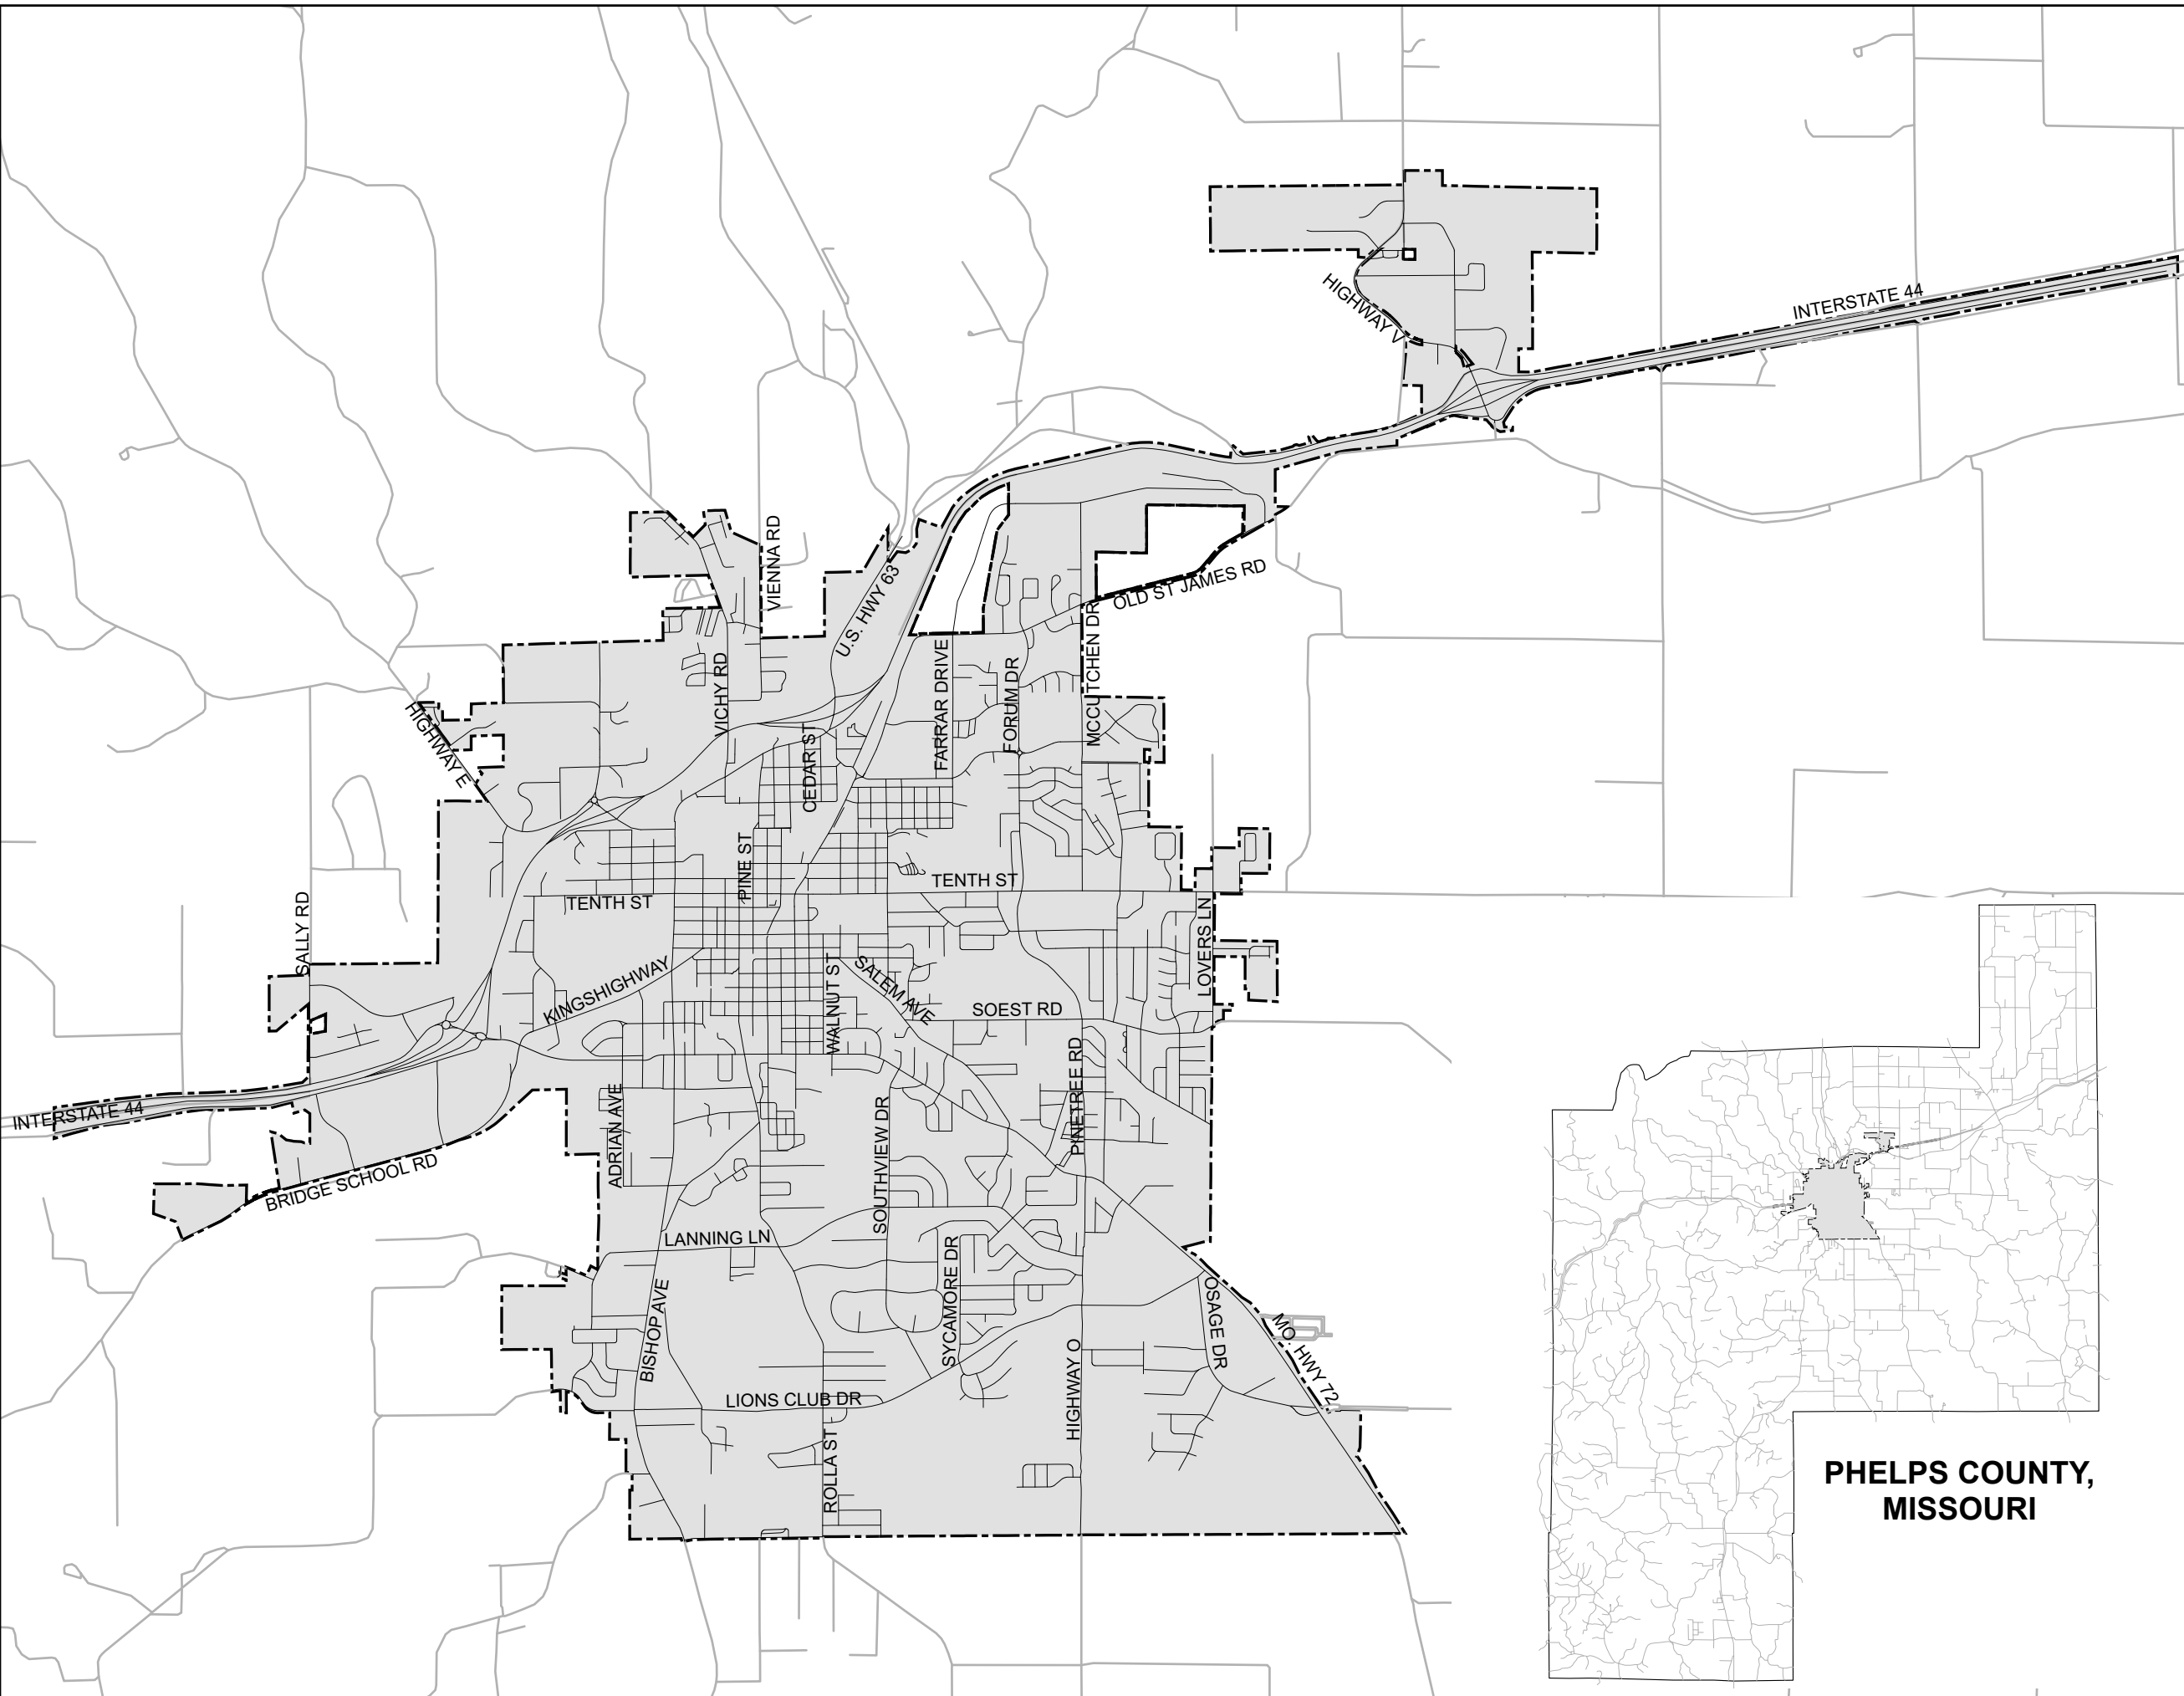 INTERSTATE 44
HIGHWAY V
VIENNA RD
U.S. HWY 63
OLD ST JAMES RD
MCCUTCHEN DR
FARRAR DRIVE
FORUM DR
VICHY RD
HIGHWAY E
CEDAR ST
PINE ST
TENTH ST
TENTH ST
SALLY RD
LOVERS LN
KINGSHIGHWAY
WALNUT ST
SALEM AVE
SOEST RD
INTERSTATE 44
ADRIAN AVE
PINETREE RD
SOUTHVIEW DR
BRIDGE SCHOOL RD
LANNING LN
SYCAMORE DR
BISHOP AVE
OSAGE DR
MO. HWY 72
HIGHWAY O
LIONS CLUB DR
ROLLA ST
PHELPS COUNTY,
MISSOURI